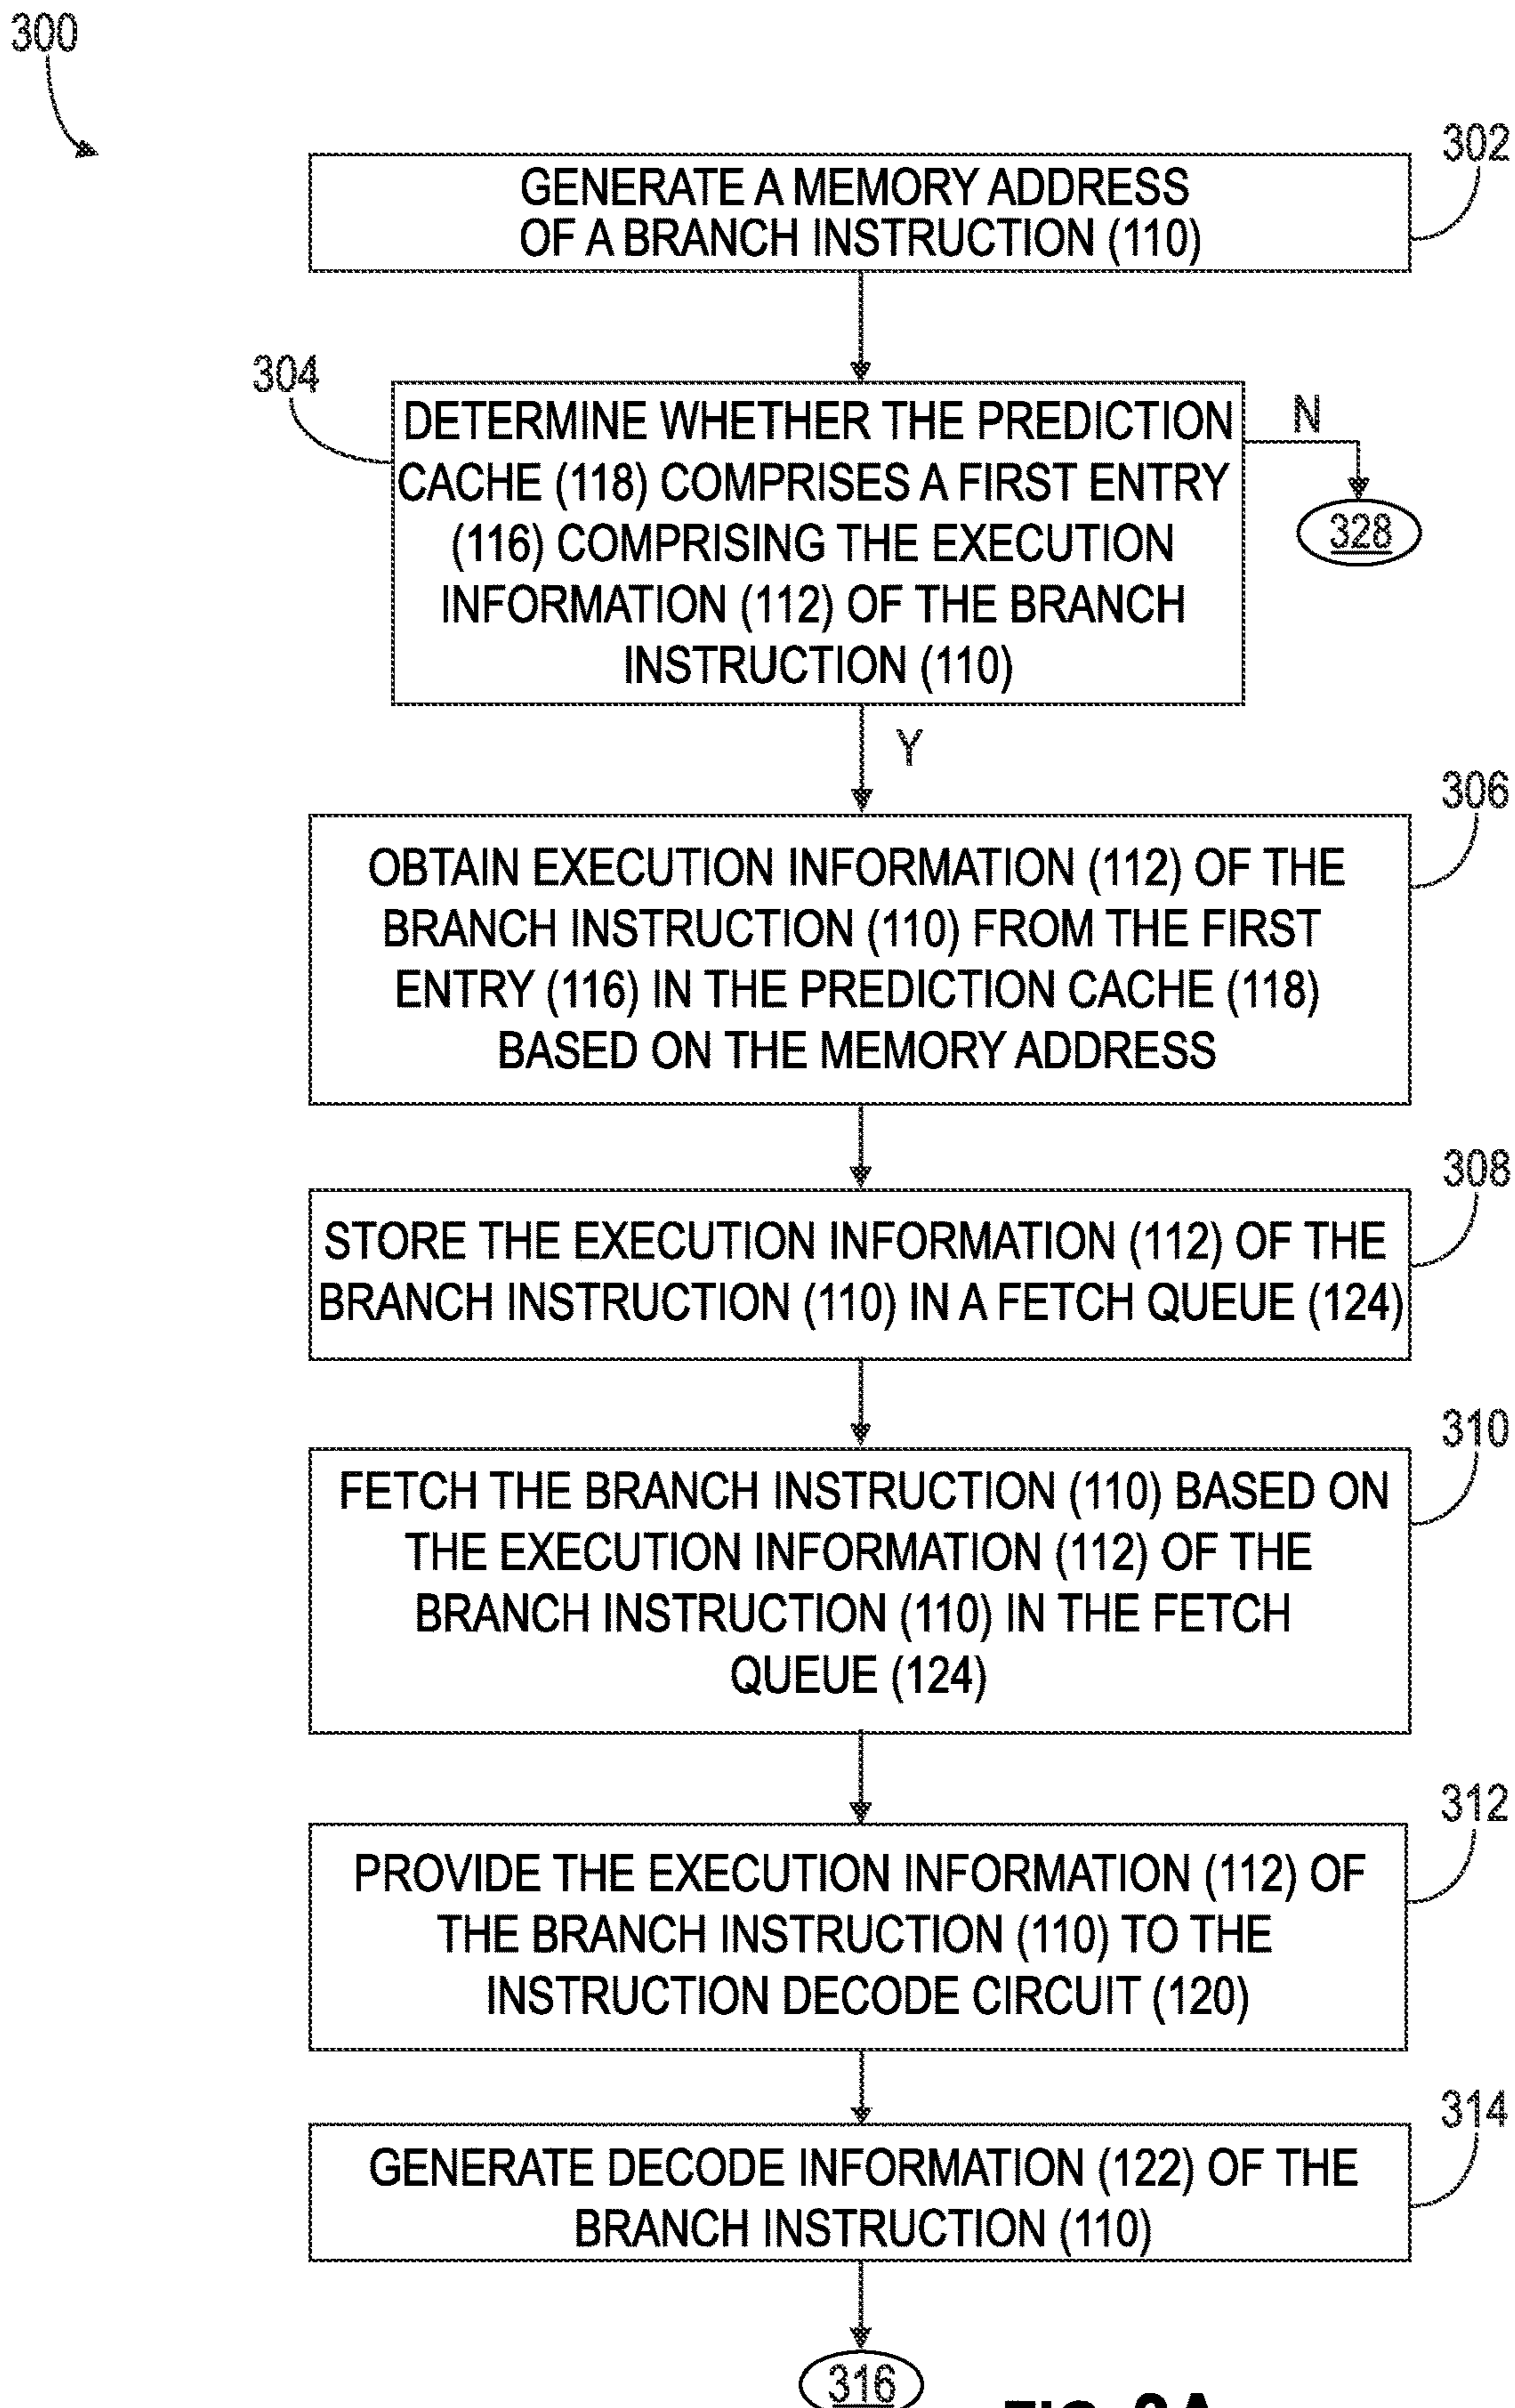 300
302
GENERATE A MEMORY ADDRESS
OF A BRANCH INSTRUCTION (110)
304
DETERMINE WHETHER THE PREDICTION
CACHE (118) COMPRISES A FIRST ENTRY
(116) COMPRISING THE EXECUTION
INFORMATION (112) OF THE BRANCH
INSTRUCTION (110)
N
328
Y
306
OBTAIN EXECUTION INFORMATION (112) OF THE
BRANCH INSTRUCTION (110) FROM THE FIRST
ENTRY (116) IN THE PREDICTION CACHE (118)
BASED ON THE MEMORY ADDRESS
308
STORE THE EXECUTION INFORMATION (112) OF THE
BRANCH INSTRUCTION (110) IN A FETCH QUEUE (124)
310
FETCH THE BRANCH INSTRUCTION (110) BASED ON
THE EXECUTION INFORMATION (112) OF THE
BRANCH INSTRUCTION (110) IN THE FETCH
QUEUE (124)
312
PROVIDE THE EXECUTION INFORMATION (112) OF
THE BRANCH INSTRUCTION (110) TO THE
INSTRUCTION DECODE CIRCUIT (120)
314
GENERATE DECODE INFORMATION (122) OF THE
BRANCH INSTRUCTION (110)
316